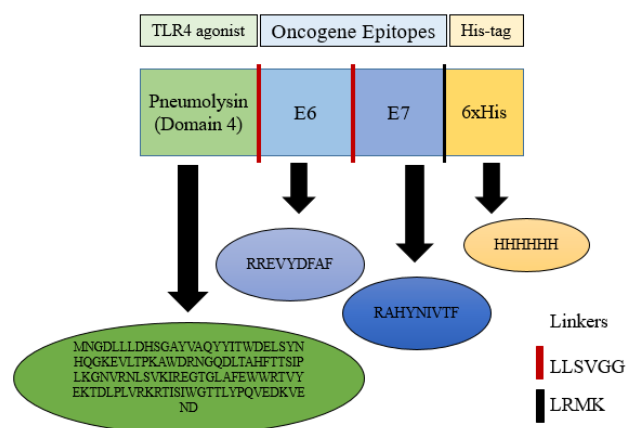 TLR4 agonist
Oncogene Epitopes
His-tag
Pneumolysin
(Domain 4)
E6
E7
6xHis
RREVYDFAF
HHHHHH
RAHYNIVTF
MNGDLLLDHSGAYVAQYYITWDELSYN
HQGKEVLTPKAWDRNGQDLTAHFTTSIP
LKGNVRNLSVKIREGTGLAFEWWRTVY
EKTDLPLVRKRTISIWGTTLYPQVEDKVE
ND
Linkers
LLSVGG
LRMK